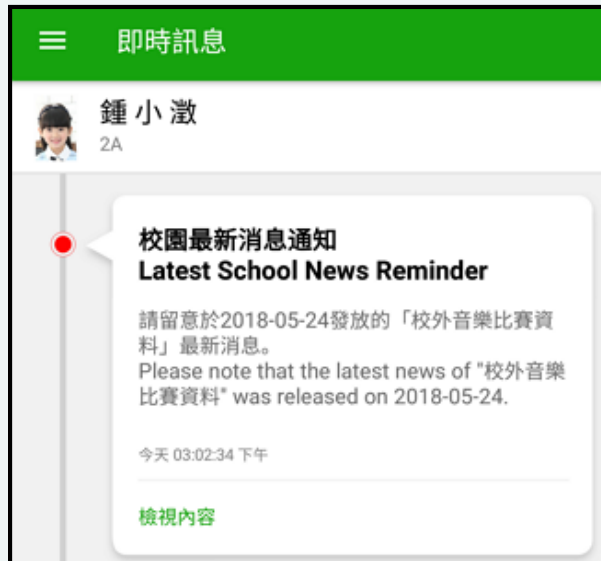 即時訊息
鍾小澂
2A
校園最新消息通知
Latest School News Reminder
請留意於2018-05-24發放的「校外音樂比賽資
料」最新消息。
Please note that the latest news of "校外音樂
比賽資料" was released on 2018-05-24.
今天 03:02:34 下午
檢視內容